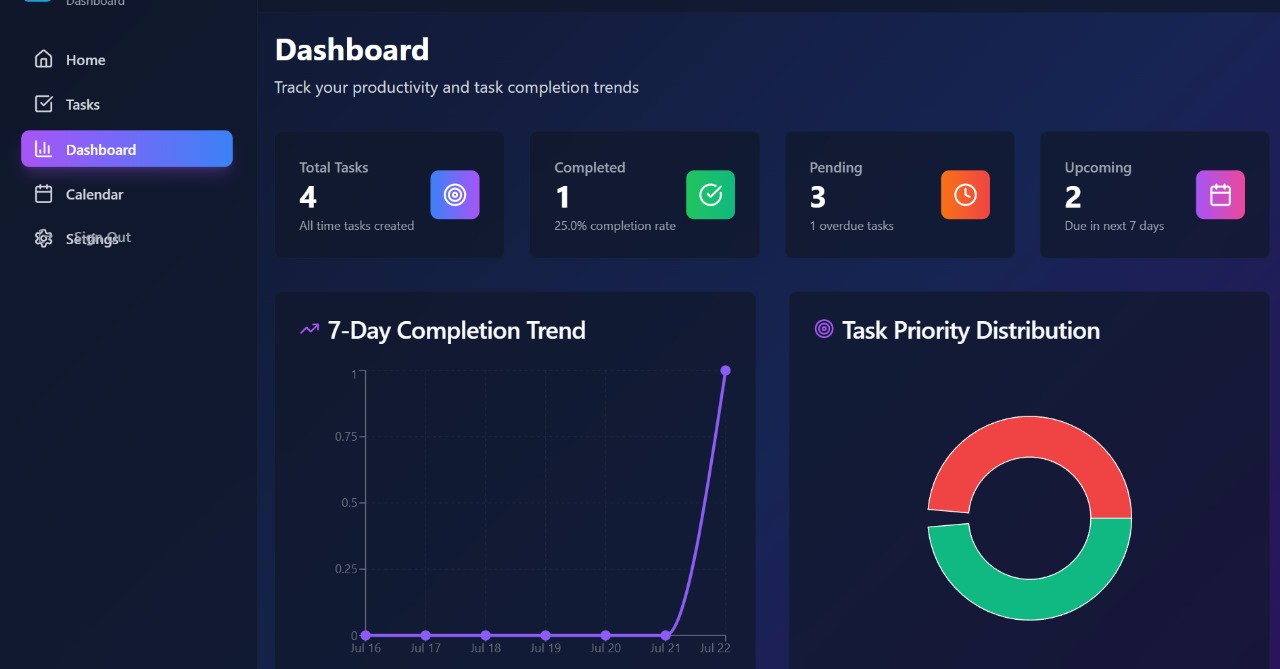 Dashboard
Home
Tasks
Dashboard
Calendar
Settings
Sign Out
Dashboard
Track your productivity and task completion trends
Total Tasks
4
All time tasks created
Completed
1
25.0% completion rate
Pending
3
1 overdue tasks
Upcoming
2
Due in next 7 days
7-Day Completion Trend
1
0.75
0.5
0.25
0
Jul 16 Jul 17 Jul 18 Jul 19 Jul 20 Jul 21 Jul 22
Task Priority Distribution